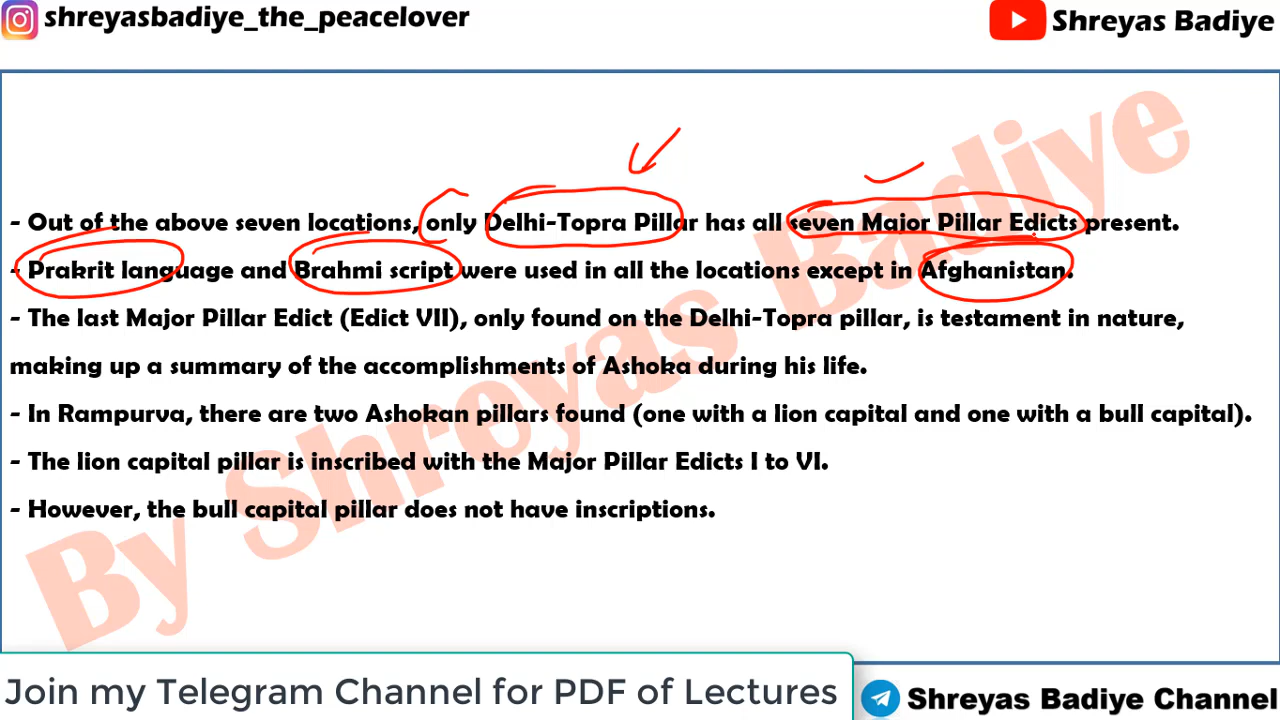 shreyasbadiye_the_peacelover
Shreyas Badiye
- Out of the above seven locations, only Delhi-Topra Pillar has all seven Major Pillar Edicts present.
- Prakrit language and Brahmi script were used in all the locations except in Afghanistan.
- The last Major Pillar Edict (Edict VII), only found on the Delhi-Topra pillar, is testament in nature,
making up a summary of the accomplishments of Ashoka during his life.
- In Rampurva, there are two Ashokan pillars found (one with a lion capital and one with a bull capital).
- The lion capital pillar is inscribed with the Major Pillar Edicts I to VI.
- However, the bull capital pillar does not have inscriptions.
By Shreyas Badiye
Join my Telegram Channel for PDF of Lectures
Shreyas Badiye Channel